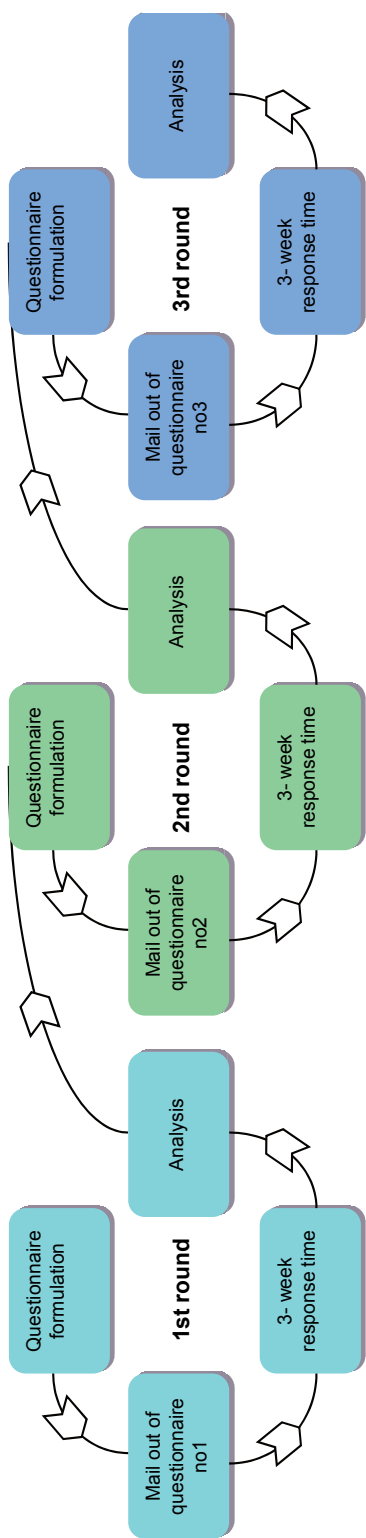 Questionnaire
formulation
Mail out of
questionnaire
no1
1st round
Analysis
3- week
response time
Questionnaire
formulation
Mail out of
questionnaire
no2
2nd round
Analysis
3- week
response time
Questionnaire
formulation
Mail out of
questionnaire
no3
3rd round
Analysis
3- week
response time